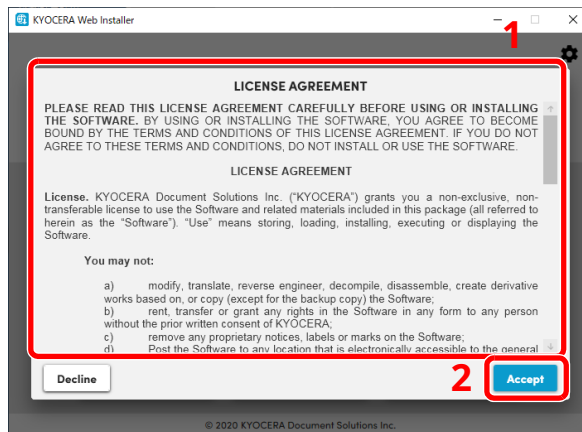 KYOCERA Web Installer
1
LICENSE AGREEMENT
PLEASE READ THIS LICENSE AGREEMENT CAREFULLY BEFORE USING OR INSTALLING
THE SOFTWARE. BY USING OR INSTALLING THE SOFTWARE, YOU AGREE TO BECOME
BOUND BY THE TERMS AND CONDITIONS OF THIS LICENSE AGREEMENT. IF YOU DO NOT
AGREE TO THESE TERMS AND CONDITIONS, DO NOT INSTALL OR USE THE SOFTWARE.
LICENSE AGREEMENT
License. KYOCERA Document Solutions Inc. (“KYOCERA”) grants you a non-exclusive, non-
transferable license to use the Software and related materials included in this package (all referred to
herein as the “Software”). “Use” means storing, loading, installing, executing or displaying the
Software.
You may not:
a) modify, translate, reverse engineer, decompile, disassemble, create derivative
works based on, or copy (except for the backup copy) the Software;
b) rent, transfer or grant any rights in the Software in any form to any person
without the prior written consent of KYOCERA;
c) remove any proprietary notices, labels or marks on the Software;
d) Post the Software to any location that is electronically accessible to the general
Decline
2
Accept
© 2020 KYOCERA Document Solutions Inc.